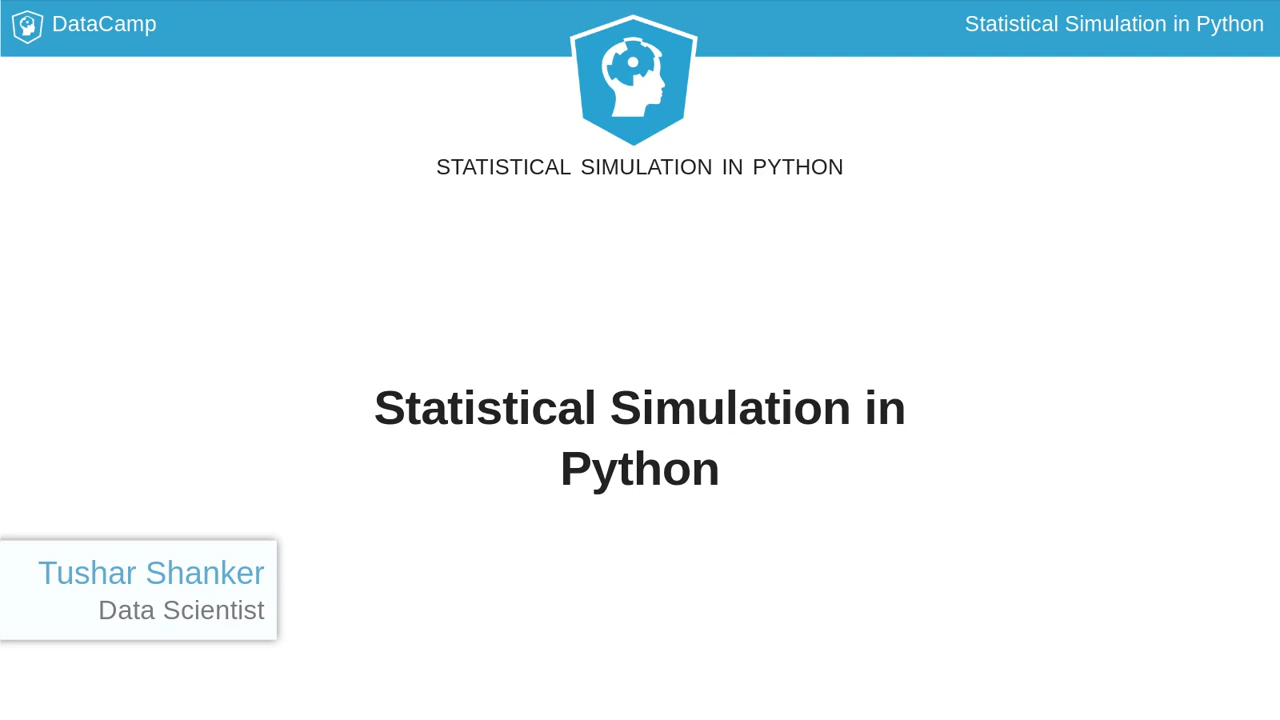 DataCamp
Statistical Simulation in Python
STATISTICAL SIMULATION IN PYTHON
Statistical Simulation in
Python
Tushar Shanker
Data Scientist